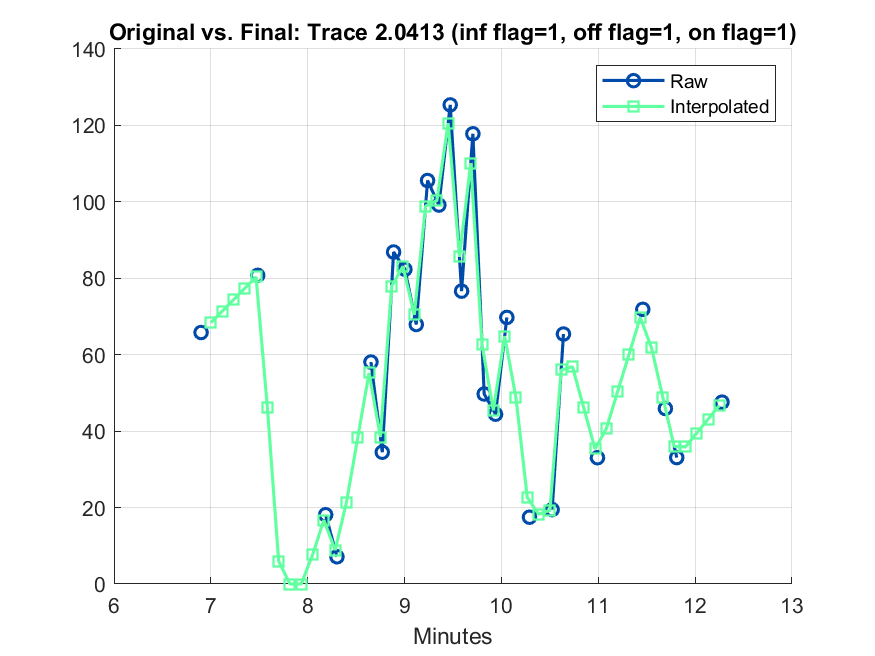 Original vs. Final: Trace 2.0413 (inf flag=1, off flag=1, on flag=1)
140
120
100
80
60
40
20
0
Raw
Interpolated
6 7 8 9 10 11 12 13
Minutes